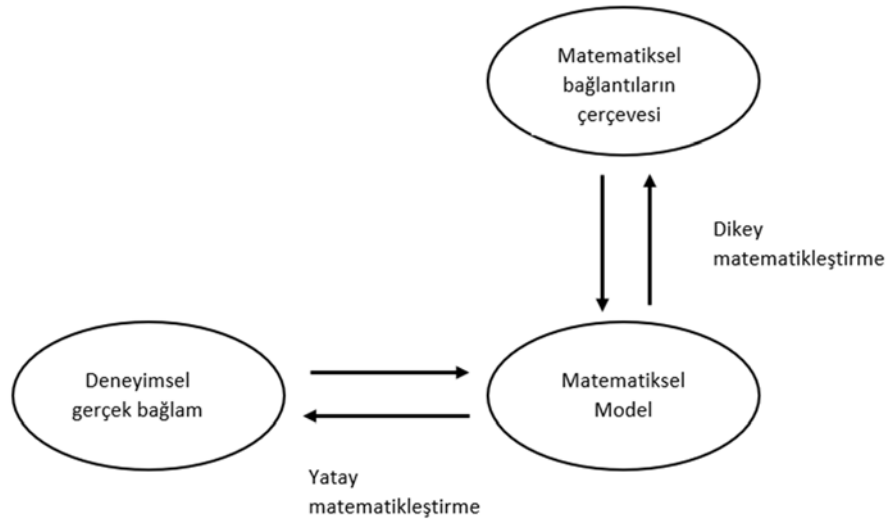 Matematiksel
bağlantıların
çerçevesi
Dikey
matematikleştirme
Deneyimsel
gerçek bağlam
Matematiksel
Model
Yatay
matematikleştirme